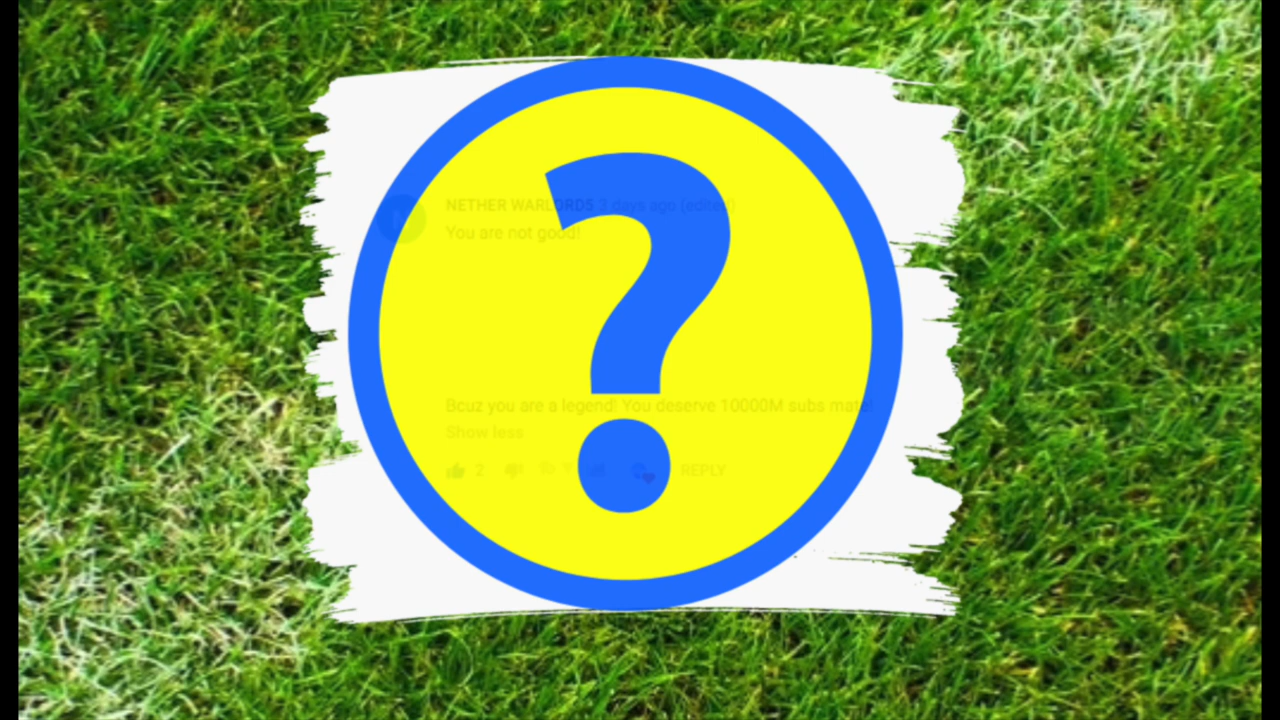 NETHER WARLORDS 3 days ago (edited)
You are not good!
?
Bcuz you are a legend! You deserve 10000M subs mate!
Show less
2 REPLY